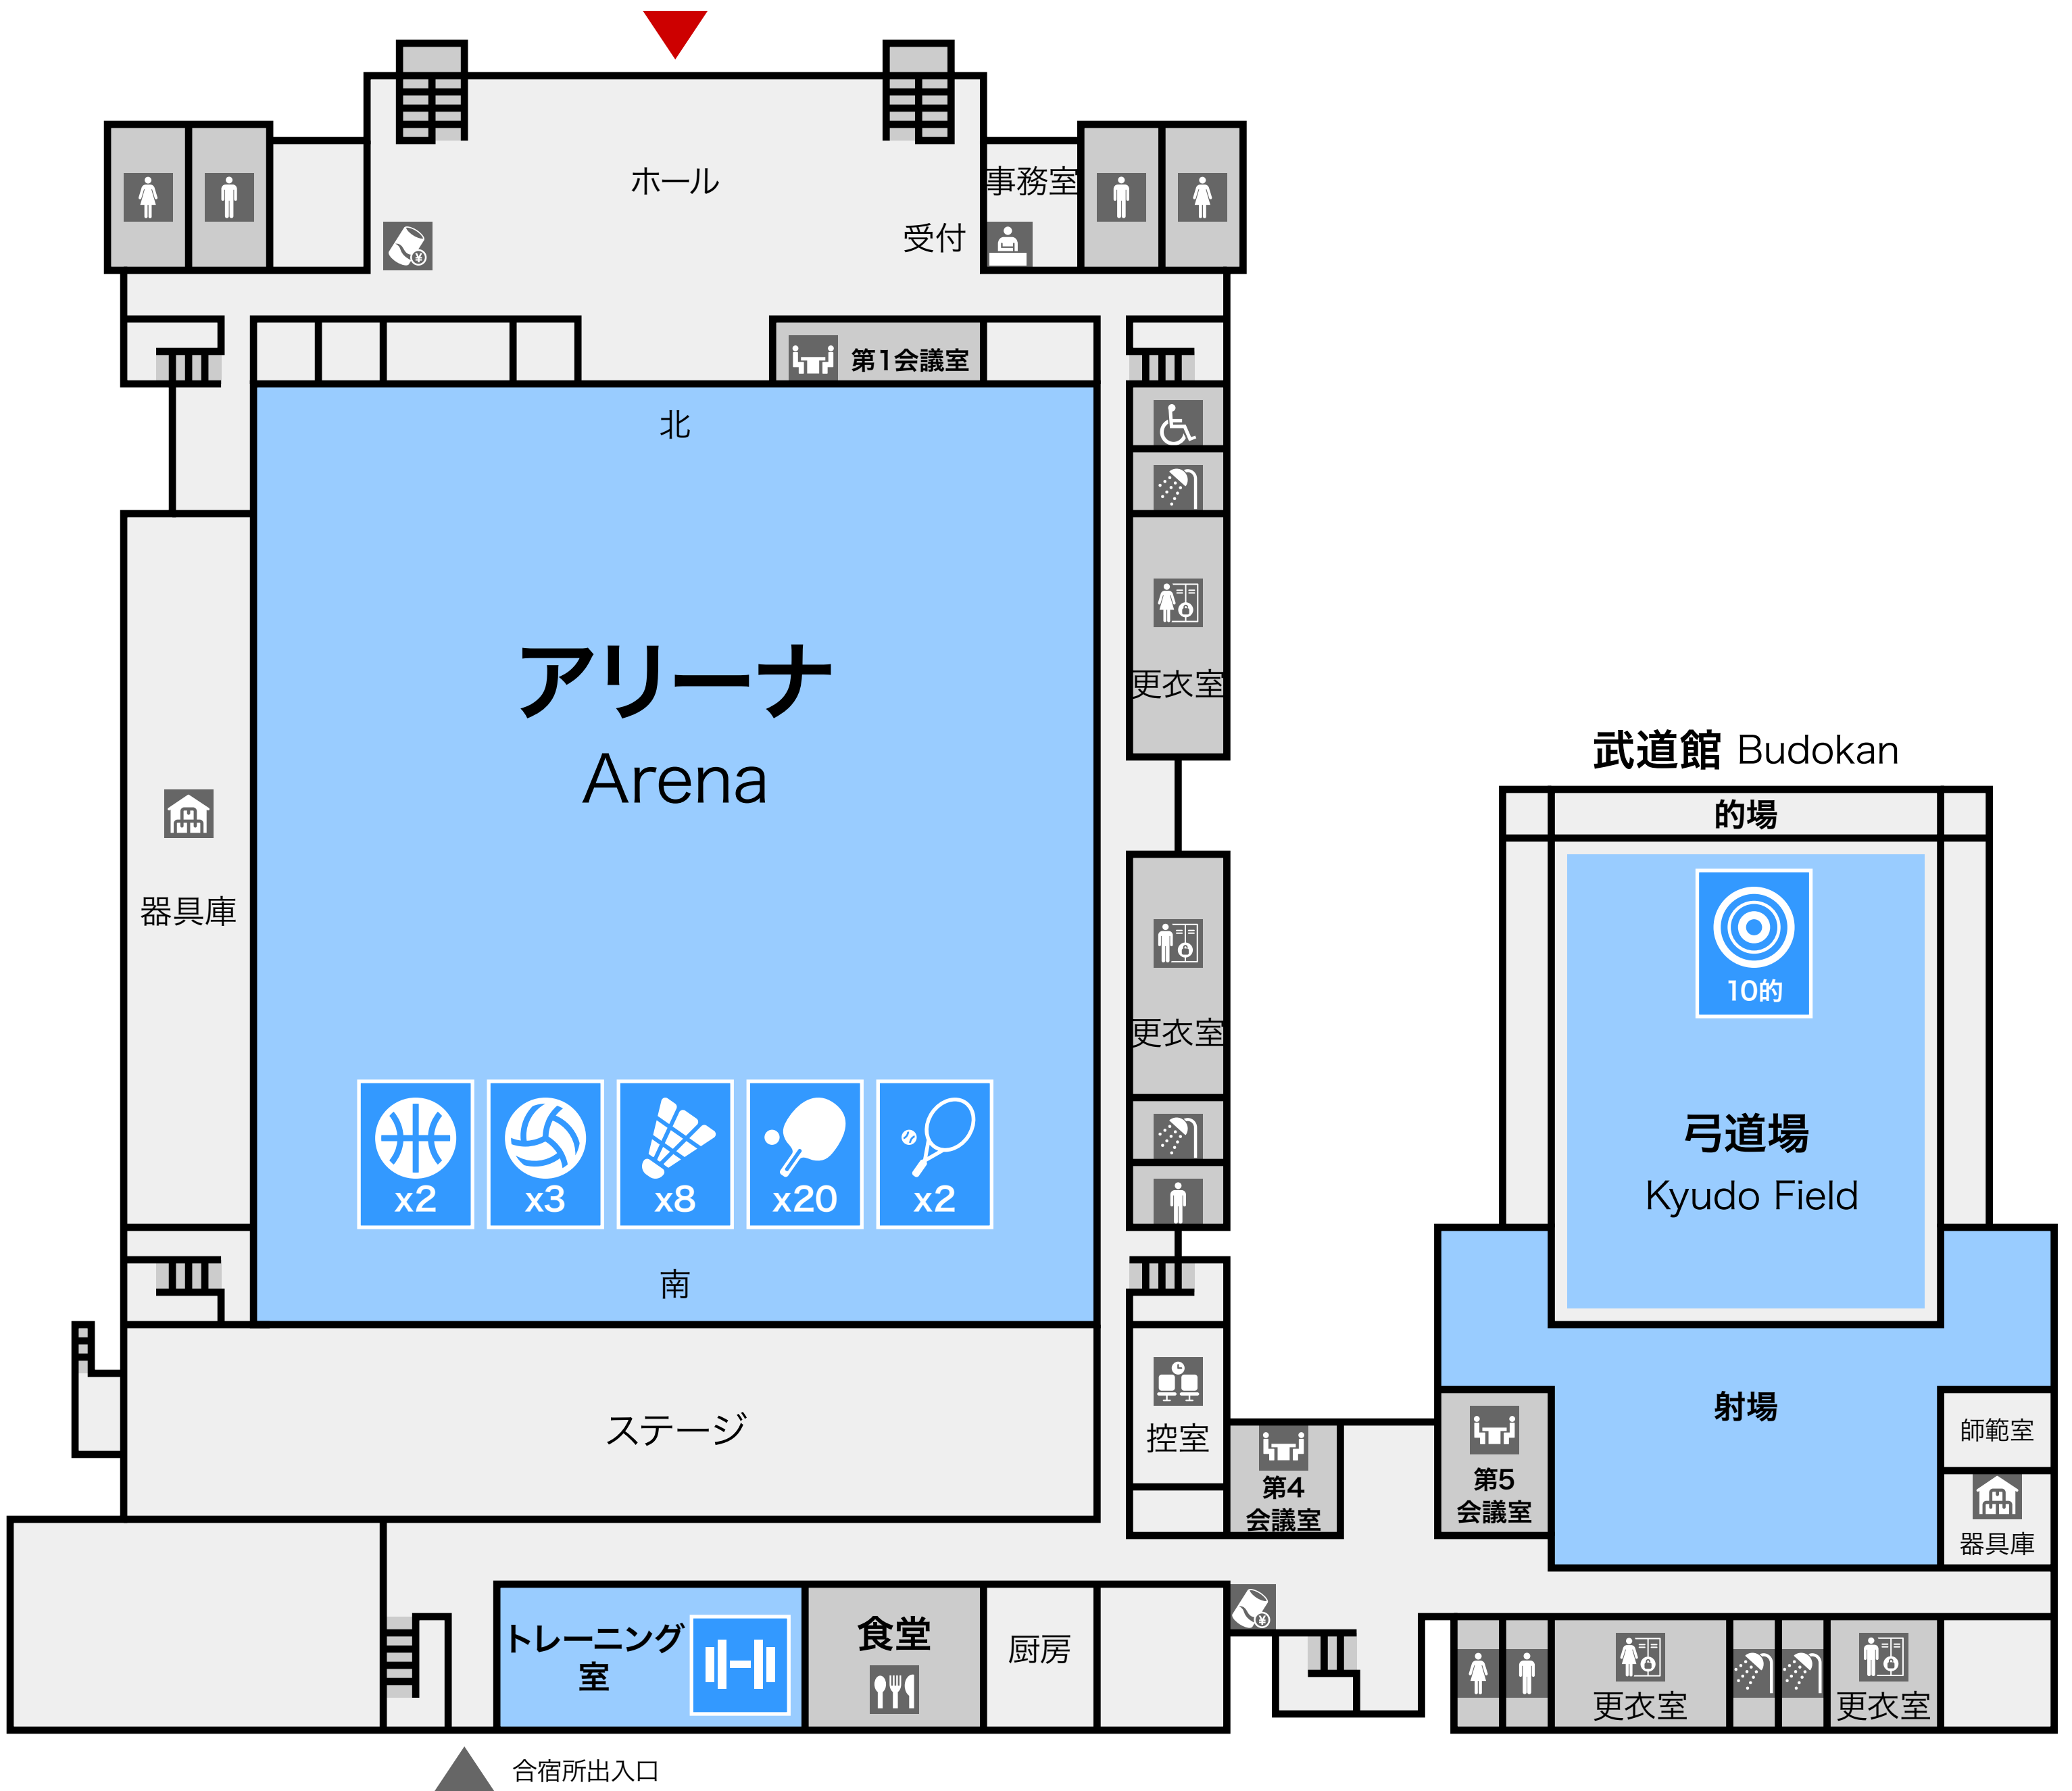 ホール
事務室
受付
¥
第1会議室
北
アリーナ
Arena
更衣室
器具庫
更衣室
x2
x3
x8
x20
x2
南
ステージ
控室
第4
会議室
武道館 Budokan
的場
10的
弓道場
Kyudo Field
射場
第5
会議室
師範室
器具庫
トレーニング
室
食堂
厨房
¥
更衣室
更衣室
合宿所出入口